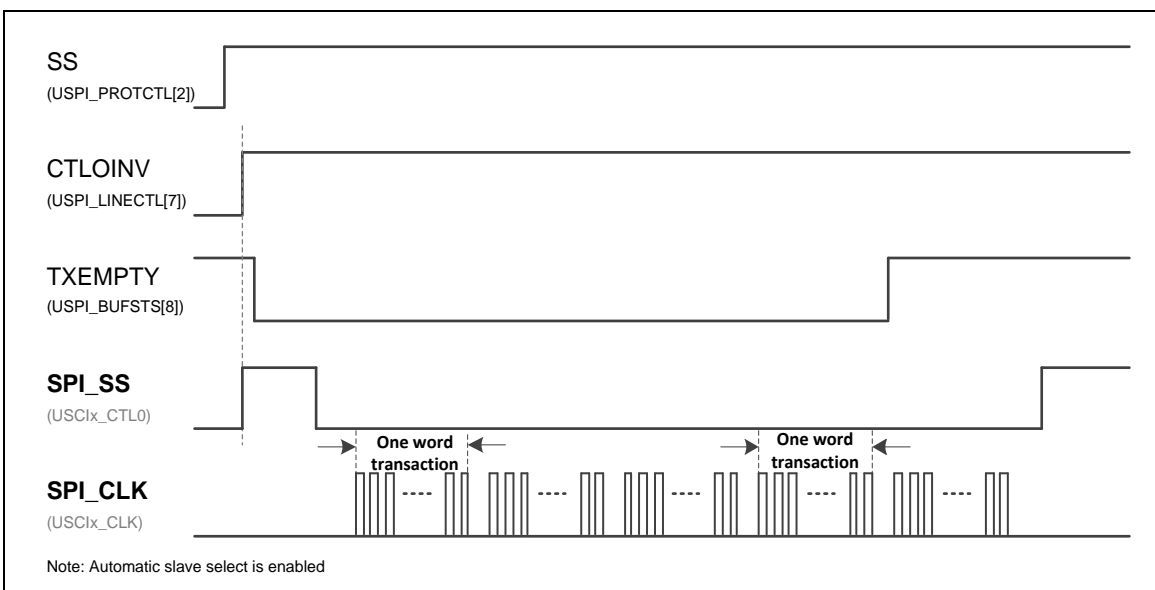 SS
(USPI_PROTCTL[2])
CTLOINV
(USPI_LINECTL[7])
TXEMPTY
(USPI_BUFSTS[8])
SPI_SS
(USCIx_CTL0)
One word
transaction
One word
transaction
SPI_CLK
(USCIx_CLK)
Note: Automatic slave select is enabled